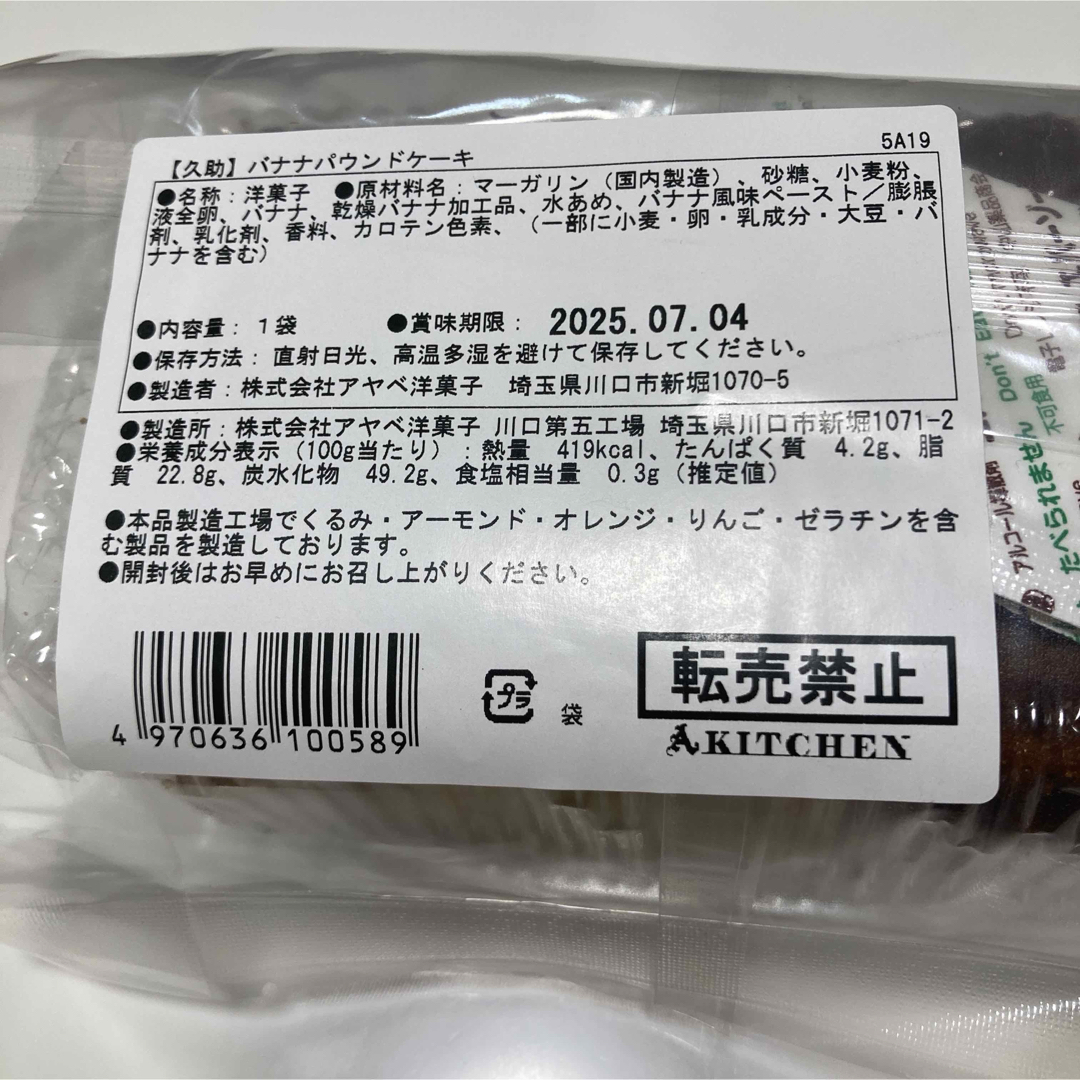 5A19
【久助】バナナパウンドケーキ
●名称：洋菓子　●原材料名：マーガリン（国内製造）、砂糖、小麦粉、
液全卵、バナナ、乾燥バナナ加工品、水あめ、バナナ風味ペースト／膨脹
剤、乳化剤、香料、カロテン色素、（一部に小麦・卵・乳成分・大豆・バ
ナナを含む）
●内容量：1袋　●賞味期限：2025.07.04
●保存方法：直射日光、高温多湿を避けて保存してください。
●製造者：株式会社アヤベ洋菓子　埼玉県川口市新堀1070-5
●製造所：株式会社アヤベ洋菓子 川口第五工場 埼玉県川口市新堀1071-2
●栄養成分表示（100g当たり）：熱量 419kcal、たんぱく質 4.2g、脂
質 22.8g、炭水化物 49.2g、食塩相当量 0.3g（推定値）
●本品製造工場でくるみ・アーモンド・オレンジ・りんご・ゼラチンを含
む製品を製造しております。
●開封後はお早めにお召し上がりください。
4 970636 100589
プラ
袋
転売禁止
A KITCHEN
たべられません Don't Ea
不可食用